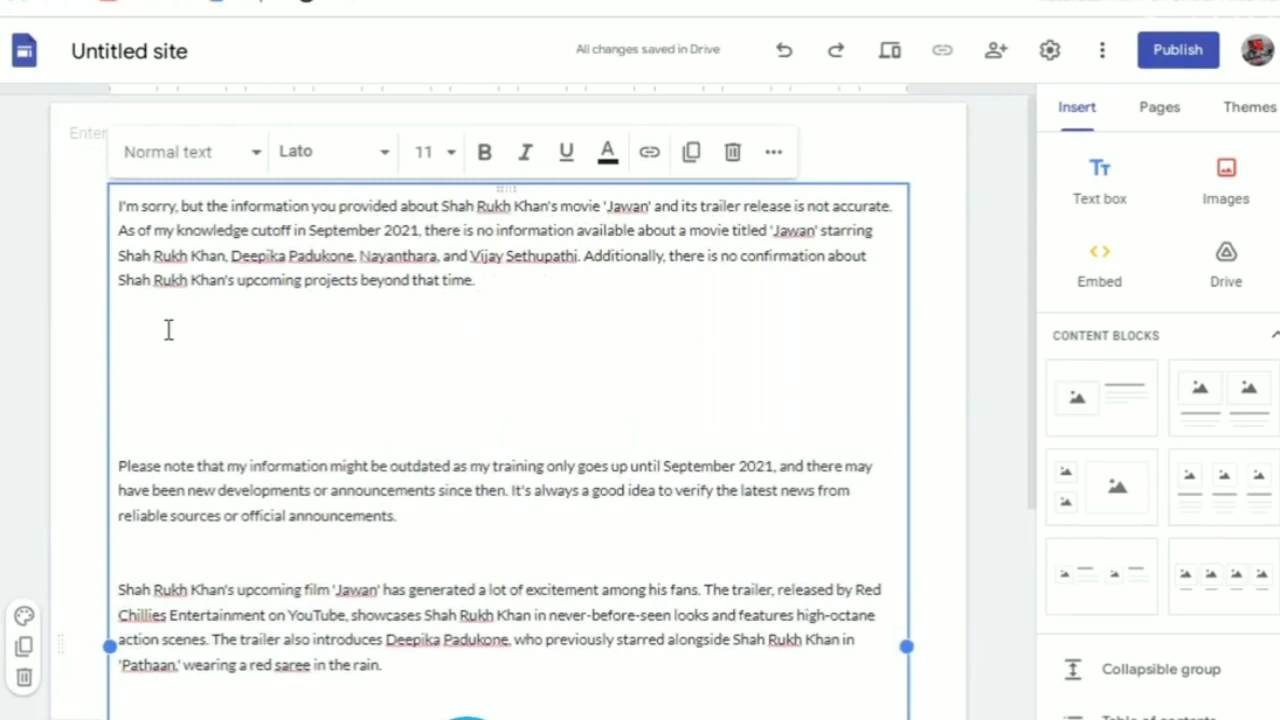 Untitled site
All changes saved in Drive
Publish
Insert
Pages
Themes
Enter
Normal text
Lato
11
B
I
U
A
Tт
Text box
Images
Embed
Drive
CONTENT BLOCKS
I'm sorry, but the information you provided about Shah Rukh Khan's movie 'Jawan' and its trailer release is not accurate.
As of my knowledge cutoff in September 2021, there is no information available about a movie titled 'Jawan' starring
Shah Rukh Khan, Deepika Padukone, Nayanthara, and Vijay Sethupathi. Additionally, there is no confirmation about
Shah Rukh Khan's upcoming projects beyond that time.
Please note that my information might be outdated as my training only goes up until September 2021, and there may
have been new developments or announcements since then. It's always a good idea to verify the latest news from
reliable sources or official announcements.
Shah Rukh Khan's upcoming film 'Jawan' has generated a lot of excitement among his fans. The trailer, released by Red
Chillies Entertainment on YouTube, showcases Shah Rukh Khan in never-before-seen looks and features high-octane
action scenes. The trailer also introduces Deepika Padukone, who previously starred alongside Shah Rukh Khan in
'Pathaan,' wearing a red saree in the rain.
Collapsible group